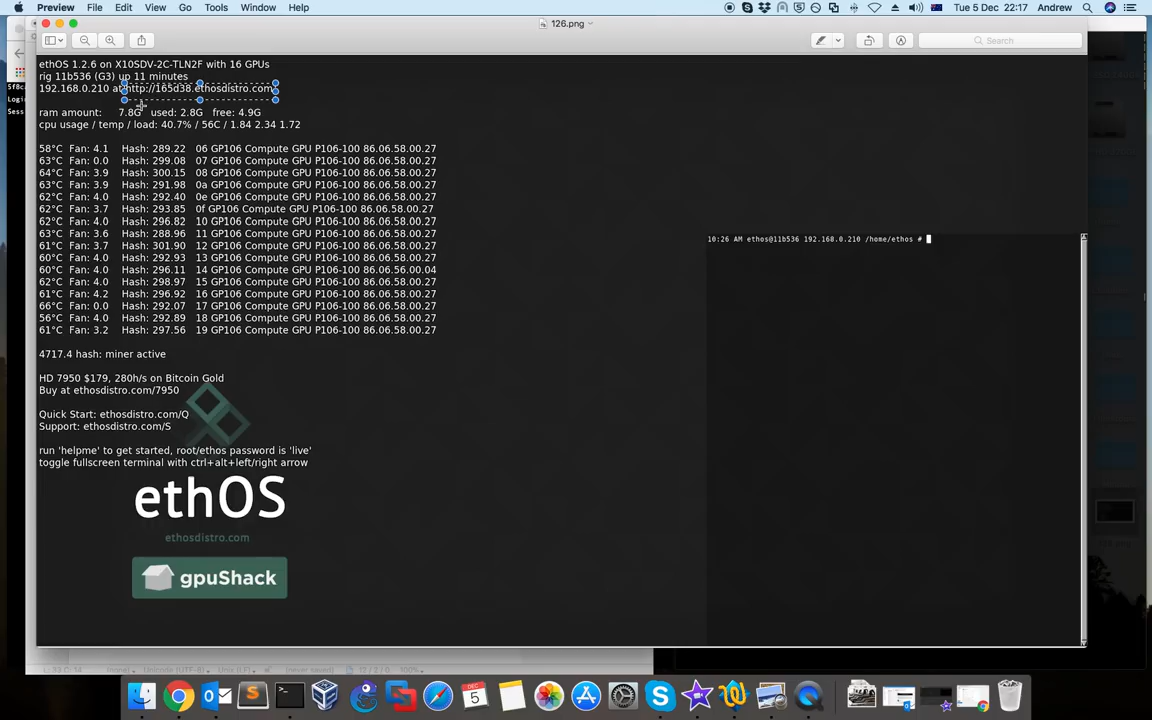 Preview File Edit View Go Tools Window Help
Tue 5 Dec 22:17 Andrew
126.png
Search
ethOS 1.2.6 on X10SDV-2C-TLN2F with 16 GPUs
rig 11b536 (G3) up 11 minutes
192.168.0.210 at http://165d38.ethosdistro.com
ram amount: 7.8G used: 2.8G free: 4.9G
cpu usage / temp / load: 40.7% / 56C / 1.84 2.34 1.72
58°C Fan: 4.1 Hash: 289.22 06 GP106 Compute GPU P106-100 86.06.58.00.27
63°C Fan: 0.0 Hash: 299.08 07 GP106 Compute GPU P106-100 86.06.58.00.27
64°C Fan: 3.9 Hash: 300.15 08 GP106 Compute GPU P106-100 86.06.58.00.27
63°C Fan: 3.9 Hash: 291.98 0a GP106 Compute GPU P106-100 86.06.58.00.27
62°C Fan: 4.0 Hash: 292.40 0e GP106 Compute GPU P106-100 86.06.58.00.27
62°C Fan: 3.7 Hash: 293.85 0f GP106 Compute GPU P106-100 86.06.58.00.27
62°C Fan: 4.0 Hash: 296.82 10 GP106 Compute GPU P106-100 86.06.58.00.27
63°C Fan: 3.6 Hash: 288.96 11 GP106 Compute GPU P106-100 86.06.58.00.27
61°C Fan: 3.7 Hash: 301.90 12 GP106 Compute GPU P106-100 86.06.58.00.27
60°C Fan: 4.0 Hash: 292.93 13 GP106 Compute GPU P106-100 86.06.58.00.27
60°C Fan: 4.0 Hash: 296.11 14 GP106 Compute GPU P106-100 86.06.56.00.04
62°C Fan: 4.0 Hash: 298.97 15 GP106 Compute GPU P106-100 86.06.58.00.27
61°C Fan: 4.2 Hash: 296.92 16 GP106 Compute GPU P106-100 86.06.58.00.27
66°C Fan: 0.0 Hash: 292.07 17 GP106 Compute GPU P106-100 86.06.58.00.27
56°C Fan: 4.0 Hash: 292.89 18 GP106 Compute GPU P106-100 86.06.58.00.27
61°C Fan: 3.2 Hash: 297.56 19 GP106 Compute GPU P106-100 86.06.58.00.27
10:26 AM ethos@11b536 192.168.0.210 /home/ethos #
4717.4 hash: miner active
HD 7950 $179, 280h/s on Bitcoin Gold
Buy at ethosdistro.com/7950
Quick Start: ethosdistro.com/Q
Support: ethosdistro.com/S
run 'helpme' to get started, root/ethos password is 'live'
toggle fullscreen terminal with ctrl+alt+left/right arrow
ethOS
ethosdistro.com
gpuShack